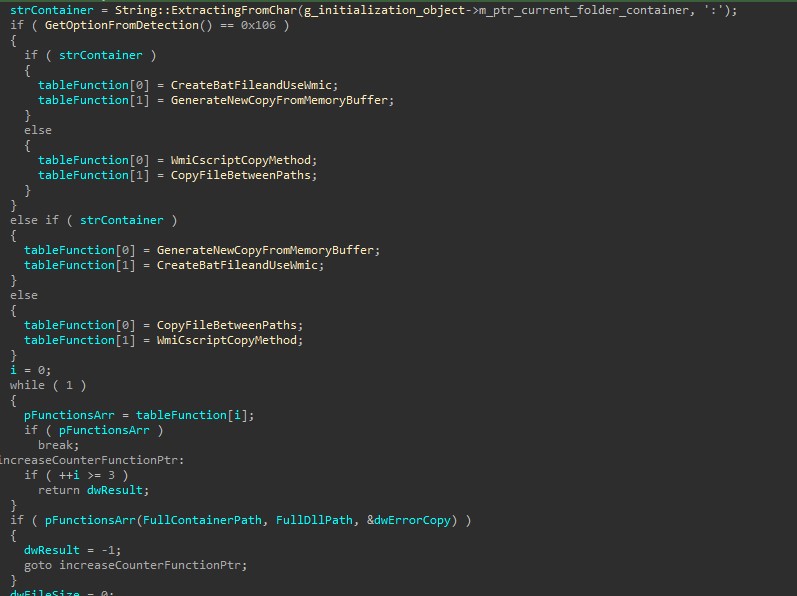 strContainer = String::ExtractingFromChar(g_initialization_object->m_ptr_current_folder_container, ':');
if ( GetOptionFromDetection() == 0x106 )
{
  if ( strContainer )
  {
    tableFunction[0] = CreateBatFileandUseWmic;
    tableFunction[1] = GenerateNewCopyFromMemoryBuffer;
  }
  else
  {
    tableFunction[0] = WmiCscriptCopyMethod;
    tableFunction[1] = CopyFileBetweenPaths;
  }
}
else if ( strContainer )
{
  tableFunction[0] = GenerateNewCopyFromMemoryBuffer;
  tableFunction[1] = CreateBatFileandUseWmic;
}
else
{
  tableFunction[0] = CopyFileBetweenPaths;
  tableFunction[1] = WmiCscriptCopyMethod;
}
i = 0;
while ( 1 )
{
  pFunctionsArr = tableFunction[i];
  if ( pFunctionsArr )
    break;
increaseCounterFunctionPtr:
  if ( ++i >= 3 )
    return dwResult;
}
if ( pFunctionsArr(FullContainerPath, FullDllPath, &dwErrorCopy) )
{
  dwResult = -1;
  goto increaseCounterFunctionPtr;
}
dwFileSize = 0;